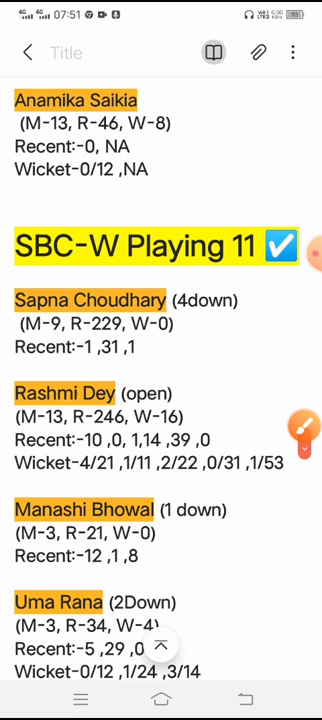 4G 4G 07:51
Title
Anamika Saikia
(M-13, R-46, W-8)
Recent:-0, NA
Wicket-0/12 ,NA
SBC-W Playing 11 ✅
Sapna Choudhary (4down)
(M-9, R-229, W-0)
Recent:-1 ,31 ,1
Rashmi Dey (open)
(M-13, R-246, W-16)
Recent:-10 ,0, 1,14 ,39 ,0
Wicket-4/21 ,1/11 ,2/22 ,0/31 ,1/53
Manashi Bhowal (1 down)
(M-3, R-21, W-0)
Recent:-12 ,1 ,8
Uma Rana (2Down)
(M-3, R-34, W-4)
Recent:-5 ,29 ,0
Wicket-0/12 ,1/24 ,3/14